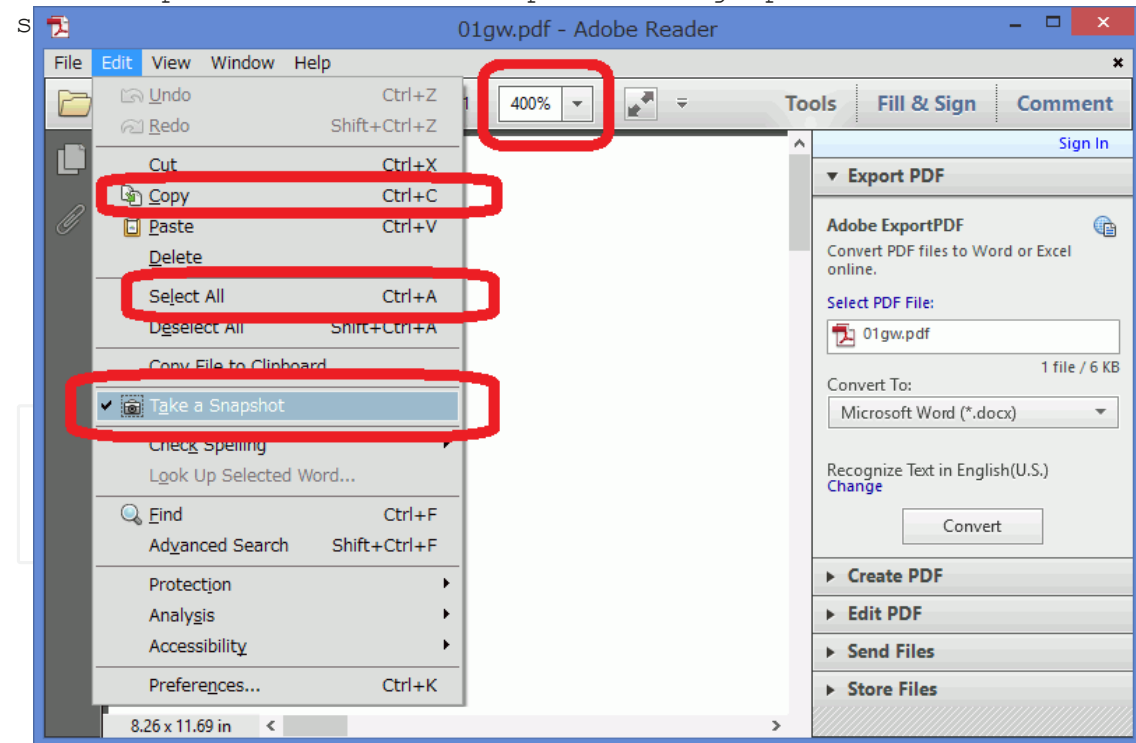 s
01gw.pdf - Adobe Reader
File Edit View Window Help
1 400% Tools Fill & Sign Comment
Undo Ctrl+Z
Redo Shift+Ctrl+Z
Cut Ctrl+X
Copy Ctrl+C
Paste Ctrl+V
Delete
Select All Ctrl+A
Deselect All Shift+Ctrl+A
Copy File to Clipboard
Take a Snapshot
Check Spelling
Look Up Selected Word...
Find Ctrl+F
Advanced Search Shift+Ctrl+F
Protection
Analysis
Accessibility
Preferences... Ctrl+K
8.26 x 11.69 in
Sign In
Export PDF
Adobe ExportPDF
Convert PDF files to Word or Excel
online.
Select PDF File:
01gw.pdf
1 file / 6 KB
Convert To:
Microsoft Word (*.docx)
Recognize Text in English(U.S.)
Change
Convert
Create PDF
Edit PDF
Send Files
Store Files